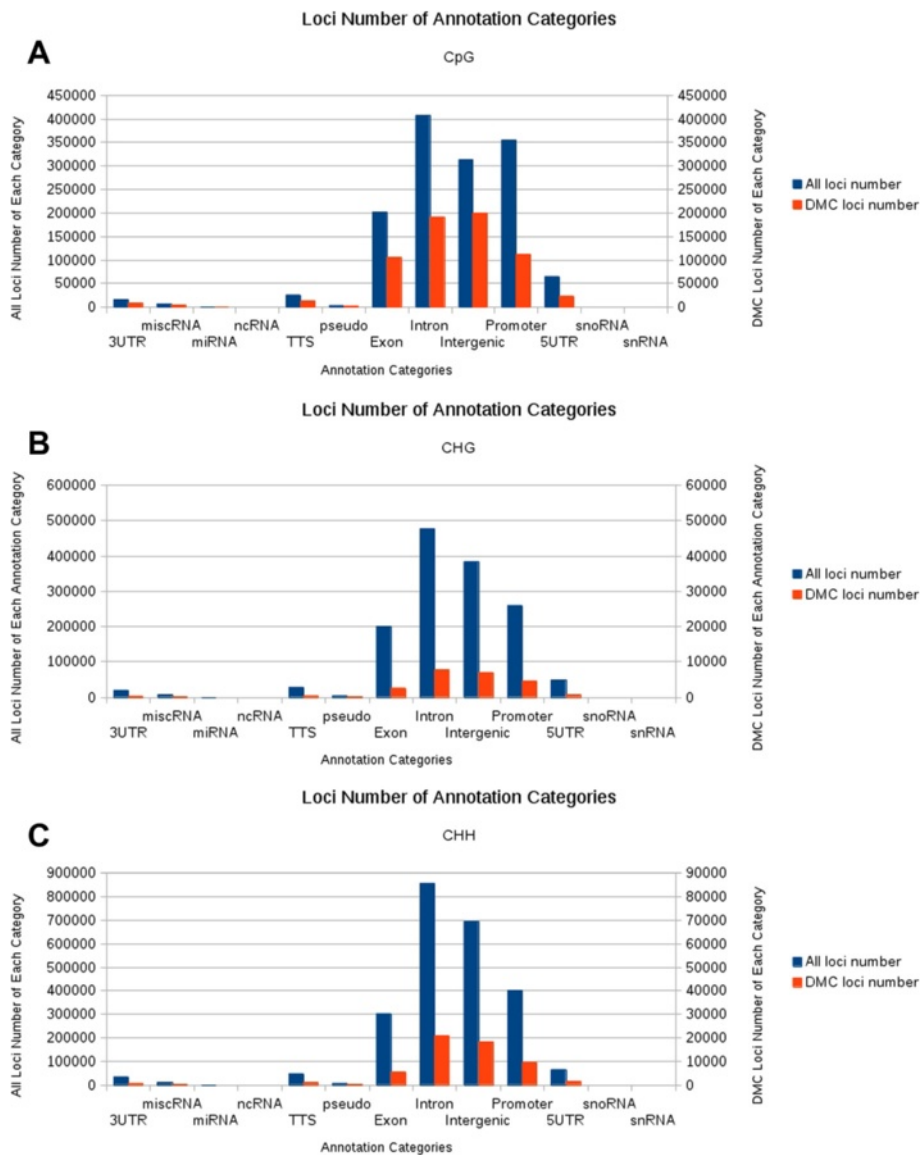 Loci Number of Annotation Categories
A
CpG
All Loci Number of Each Category
450000
400000
350000
300000
250000
200000
150000
100000
50000
0
450000
400000
350000
300000
250000
200000
150000
100000
50000
0
DMC Loci Number of Each Category
All loci number
DMC loci number
miscRNA ncRNA pseudo Intron Promoter snoRNA
3UTR miRNA TTS Exon Intergenic 5UTR snRNA
Annotation Categories
Loci Number of Annotation Categories
B
CHG
All Loci Number of Each Annotation Category
600000
500000
400000
300000
200000
100000
0
60000
50000
40000
30000
20000
10000
0
DMC Loci Number of Each Annotation Category
All loci number
DMC loci number
miscRNA ncRNA pseudo Intron Promoter snoRNA
3UTR miRNA TTS Exon Intergenic 5UTR snRNA
Annotation Categories
Loci Number of Annotation Categories
C
CHH
All Loci Number of Each Category
900000
800000
700000
600000
500000
400000
300000
200000
100000
0
90000
80000
70000
60000
50000
40000
30000
20000
10000
0
DMC Loci Number of Each Category
All loci number
DMC loci number
miscRNA ncRNA pseudo Intron Promoter snoRNA
3UTR miRNA TTS Exon Intergenic 5UTR snRNA
Annotation Categories